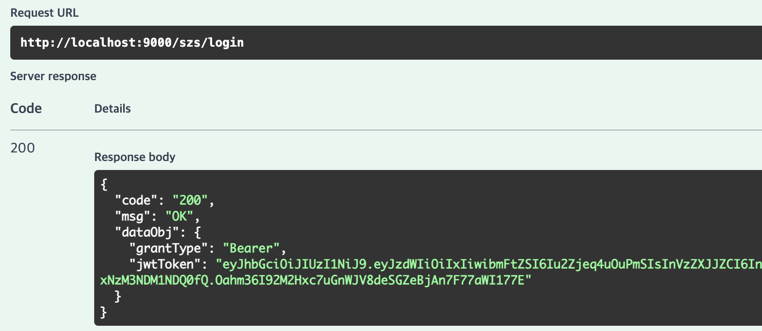 Request URL
http://localhost:9000/szs/login
Server response
Code Details
200
Response body
{
"code": "200",
"msg": "OK",
"dataObj": {
"grantType": "Bearer",
"jwtToken": "eyJhbGciOiJIUzI1NiJ9.eyJzdWIiOiIxIiwibmFtZSI6Iu2Zjeq4uOuPmSIsInVzZXJJZCI6In
xNzM3NDM1NDQ0fQ.Oahm36I92M2Hxc7uGnWJV8deSGZeBjAn7F77aWI177E"
}
}